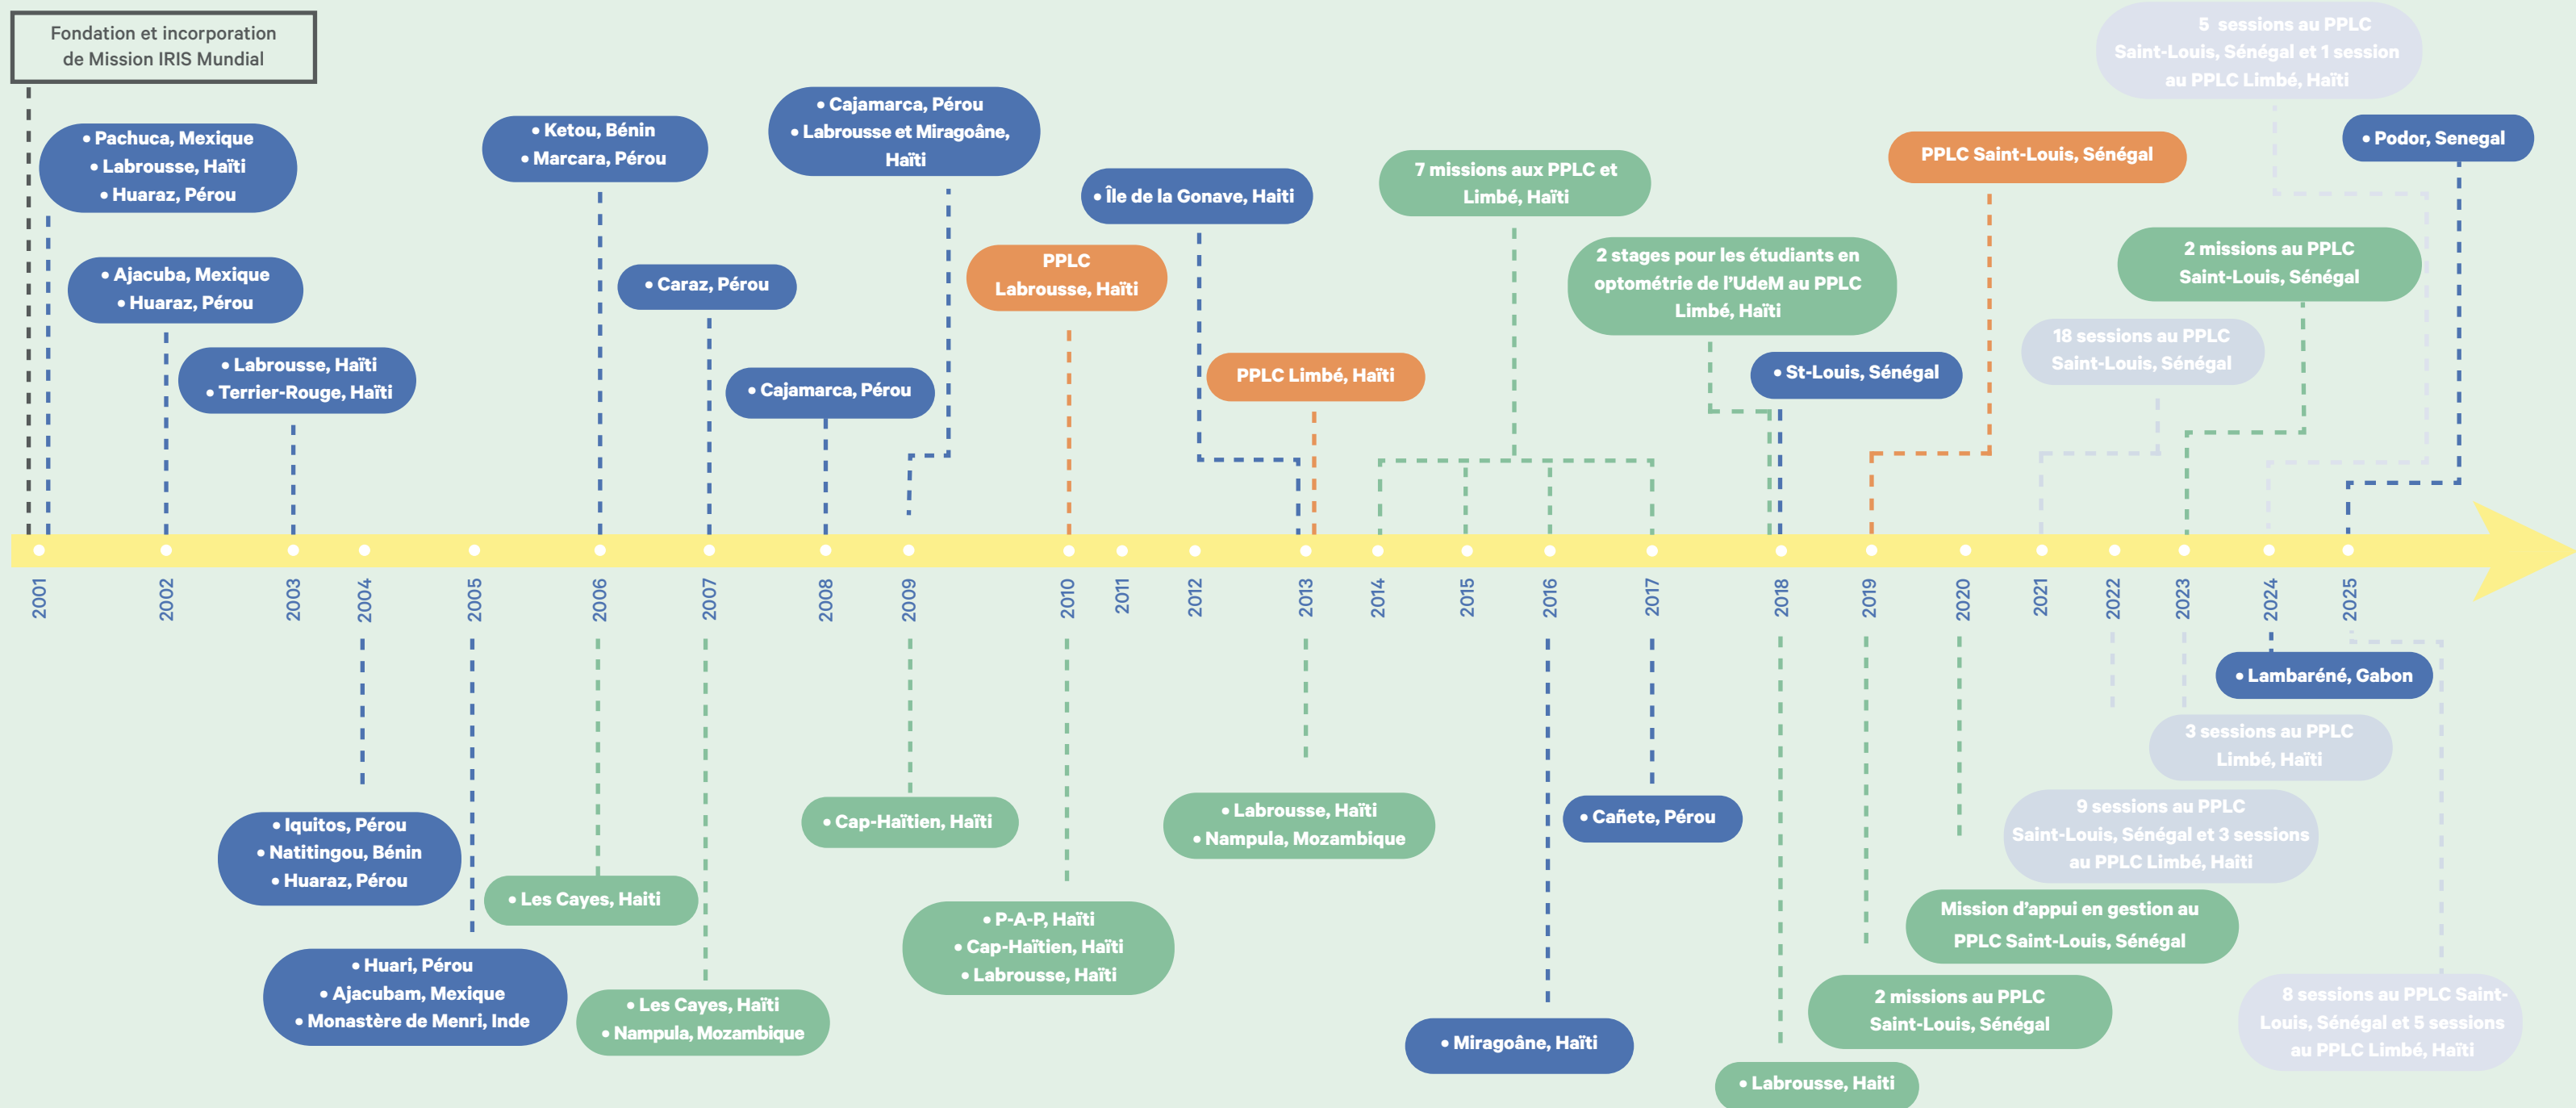 Fondation et incorporation
de Mission IRIS Mundial
• Pachuca, Mexique
• Labrousse, Haïti
• Huaraz, Pérou
• Ajacuba, Mexique
• Huaraz, Pérou
• Labrousse, Haïti
• Terrier-Rouge, Haïti
• Ketou, Bénin
• Marcara, Pérou
• Caraz, Pérou
• Cajamarca, Pérou
• Cajamarca, Pérou
• Labrousse et Miragoâne,
Haïti
PPLC
Labrousse, Haïti
• Île de la Gonave, Haiti
PPLC Limbé, Haïti
7 missions aux PPLC et
Limbé, Haïti
2 stages pour les étudiants en
optométrie de l'UdeM au PPLC
Limbé, Haïti
• St-Louis, Sénégal
PPLC Saint-Louis, Sénégal
18 sessions au PPLC
Saint-Louis, Sénégal
2 missions au PPLC
Saint-Louis, Sénégal
5 sessions au PPLC
Saint-Louis, Sénégal et 1 session
au PPLC Limbé, Haïti
• Podor, Senegal
2001
2002
2003
2004
2005
2006
2007
2008
2009
2010
2011
2012
2013
2014
2015
2016
2017
2018
2019
2020
2021
2022
2023
2024
2025
• Iquitos, Pérou
• Natitingou, Bénin
• Huaraz, Pérou
• Huari, Pérou
• Ajacubam, Mexique
• Monastère de Menri, Inde
• Les Cayes, Haiti
• Les Cayes, Haïti
• Nampula, Mozambique
• Cap-Haïtien, Haïti
• P-A-P, Haïti
• Cap-Haïtien, Haïti
• Labrousse, Haïti
• Labrousse, Haïti
• Nampula, Mozambique
• Miragoâne, Haïti
• Cañete, Pérou
• Labrousse, Haiti
2 missions au PPLC
Saint-Louis, Sénégal
Mission d'appui en gestion au
PPLC Saint-Louis, Sénégal
9 sessions au PPLC
Saint-Louis, Sénégal et 3 sessions
au PPLC Limbé, Haïti
3 sessions au PPLC
Limbé, Haïti
• Lambaréné, Gabon
8 sessions au PPLC Saint-
Louis, Sénégal et 5 sessions
au PPLC Limbé, Haïti